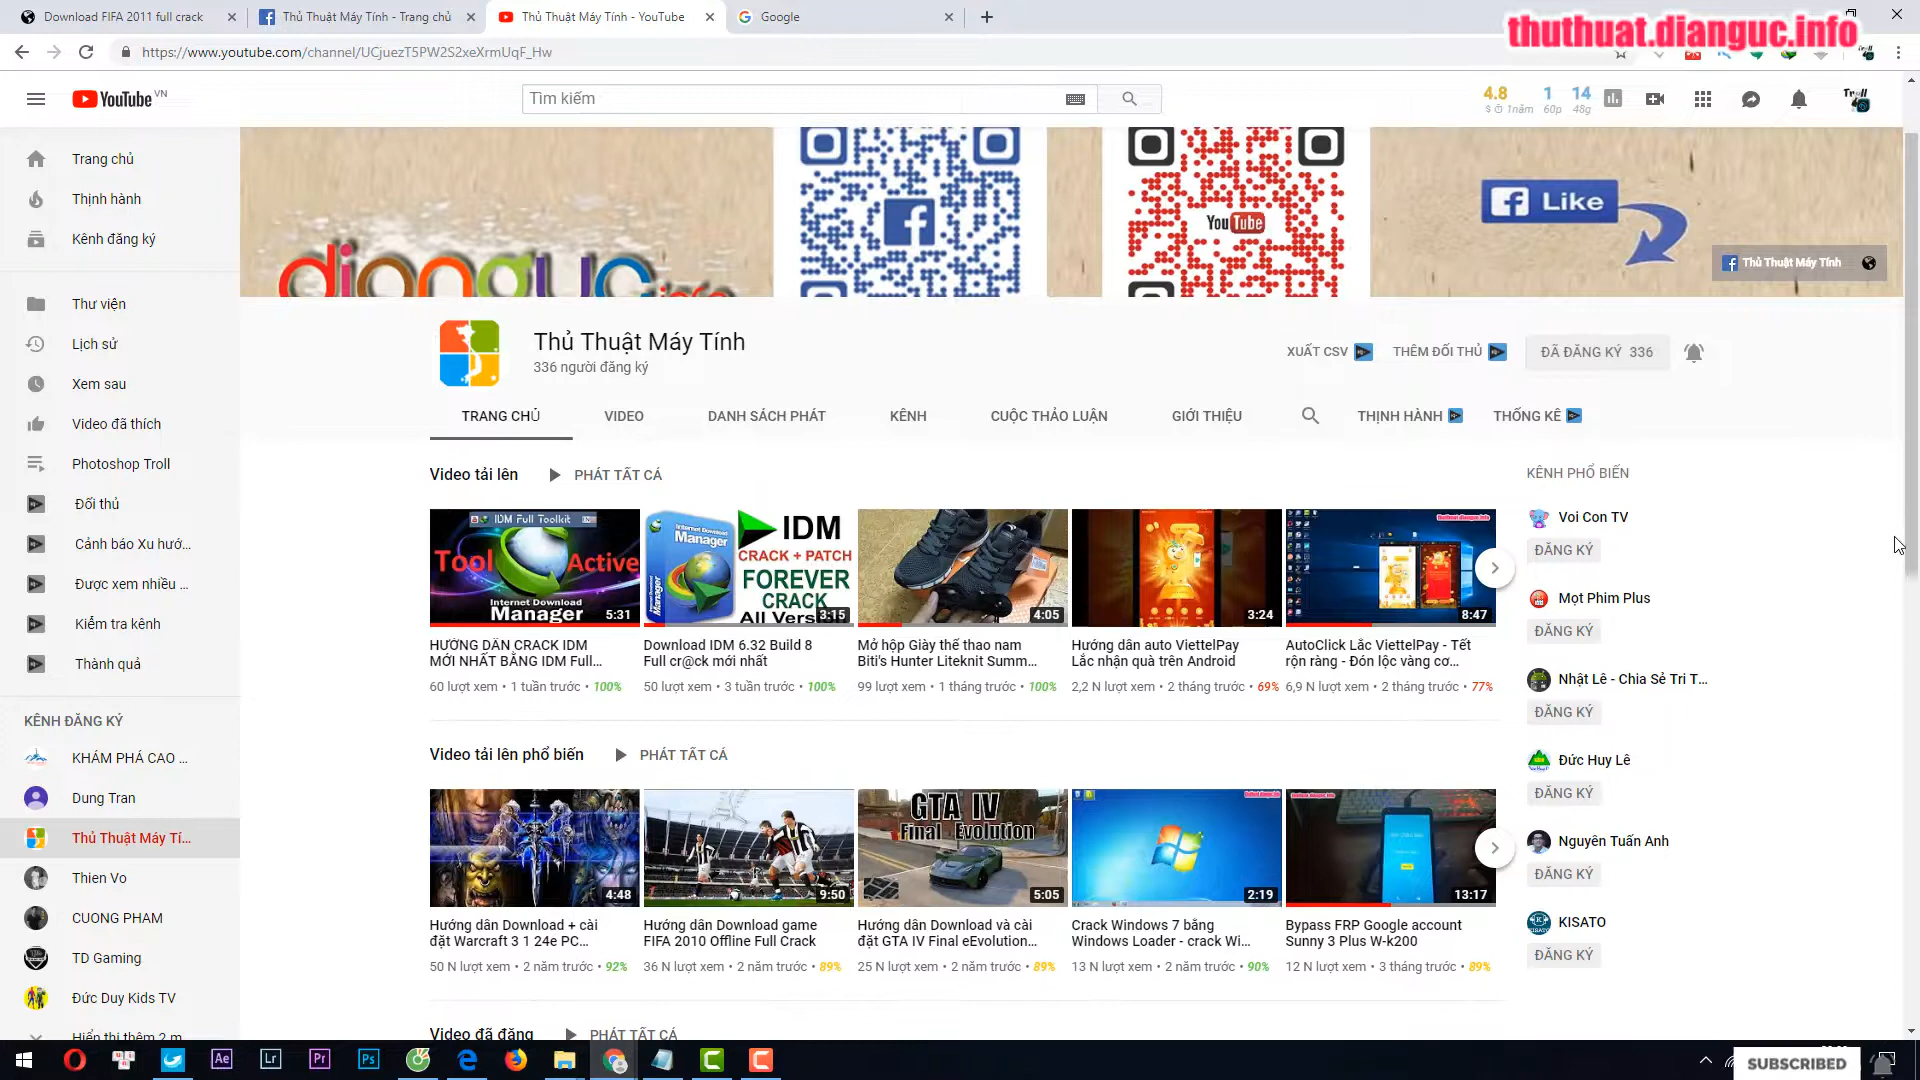 Download FIFA 2011 full crack
Thủ Thuật Máy Tính - Trang chủ
Thủ Thuật Máy Tính - YouTube
Google
thuthuat.dianguc.info
https://www.youtube.com/channel/UCjuezT5PW2S2xeXrmUqF_Hw
YouTube VN
Tìm kiếm
4.8 1 14
1năm 60p 48g
Trang chủ
Thịnh hành
Kênh đăng ký
Thư viện
Lịch sử
Xem sau
Video đã thích
Photoshop Troll
Đối thủ
Cảnh báo Xu hướ...
Được xem nhiều ...
Kiểm tra kênh
Thành quả
KÊNH ĐĂNG KÝ
KHÁM PHÁ CAO ...
Dung Tran
Thủ Thuật Máy Tí...
Thien Vo
CUONG PHAM
TD Gaming
Đức Duy Kids TV
Hiển thị thêm 2 m
dianguc.info
YouTube
Like
Thủ Thuật Máy Tính
Thủ Thuật Máy Tính
336 người đăng ký
XUẤT CSV
THÊM ĐỐI THỦ
ĐÃ ĐĂNG KÝ 336
TRANG CHỦ
VIDEO
DANH SÁCH PHÁT
KÊNH
CUỘC THẢO LUẬN
GIỚI THIỆU
THỊNH HÀNH
THỐNG KÊ
Video tải lên
PHÁT TẤT CẢ
IDM Full Toolkit
Tool Active
Internet Download
Manager
5:31
HƯỚNG DẪN CRACK IDM
MỚI NHẤT BẰNG IDM Full...
60 lượt xem • 1 tuần trước • 100%
Internet Download
Manager
IDM
CRACK + PATCH
FOREVER
CRACK
All Vers
3:15
Download IDM 6.32 Build 8
Full cr@ck mới nhất
50 lượt xem • 3 tuần trước • 100%
4:05
Mở hộp Giày thể thao nam
Biti's Hunter Liteknit Summ...
99 lượt xem • 1 tháng trước • 100%
3:24
Hướng dẫn auto ViettelPay
Lắc nhận quà trên Android
2,2 N lượt xem • 2 tháng trước • 69%
8:47
AutoClick Lắc ViettelPay - Tết
rộn ràng - Đón lộc vàng cơ...
6,9 N lượt xem • 2 tháng trước • 77%
Video tải lên phổ biến
PHÁT TẤT CẢ
4:48
Hướng dẫn Download + cài
đặt Warcraft 3 1 24e PC...
50 N lượt xem • 2 năm trước • 92%
9:50
Hướng dẫn Download game
FIFA 2010 Offline Full Crack
36 N lượt xem • 2 năm trước • 89%
GTA IV
Final Evolution
5:05
Hướng dẫn Download và cài
đặt GTA IV Final eEvolution...
25 N lượt xem • 2 năm trước • 89%
2:19
Crack Windows 7 bằng
Windows Loader - crack Wi...
13 N lượt xem • 2 năm trước • 90%
13:17
Bypass FRP Google account
Sunny 3 Plus W-k200
12 N lượt xem • 3 tháng trước • 89%
Video đã đăng
PHÁT TẤT CẢ
KÊNH PHỔ BIẾN
Voi Con TV
ĐĂNG KÝ
Mọt Phim Plus
ĐĂNG KÝ
Nhật Lê - Chia Sẻ Tri T...
ĐĂNG KÝ
Đức Huy Lê
ĐĂNG KÝ
Nguyễn Tuấn Anh
ĐĂNG KÝ
KISATO
ĐĂNG KÝ
Ae
Lr
Pr
Ps
SUBSCRIBED